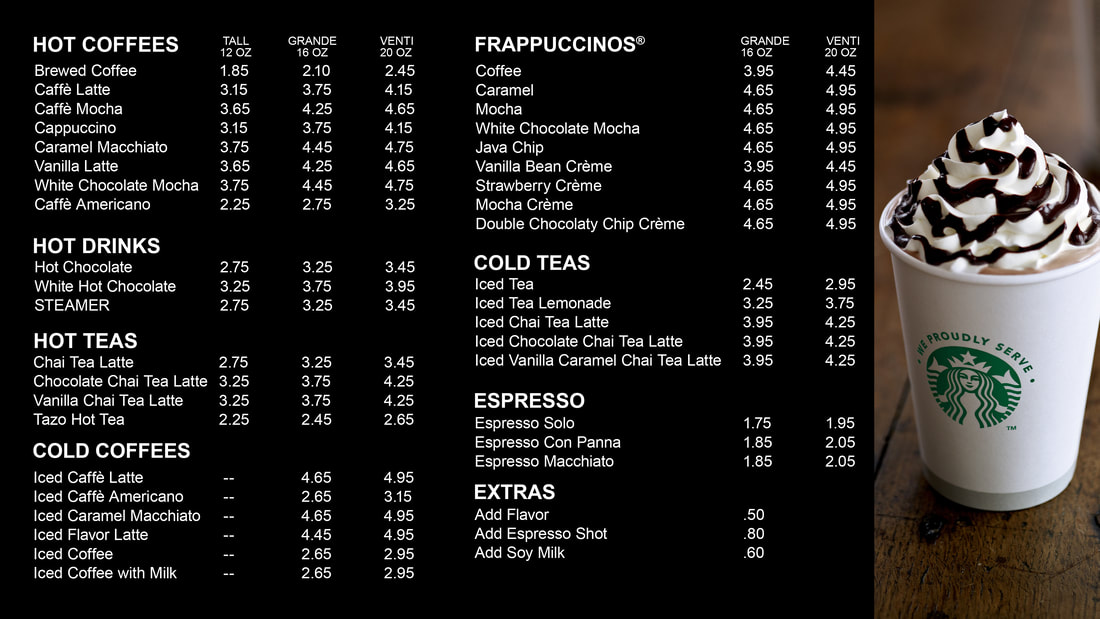 HOT COFFEES TALL GRANDE VENTI
12 OZ 16 OZ 20 OZ
Brewed Coffee 1.85 2.10 2.45
Caffè Latte 3.15 3.75 4.15
Caffè Mocha 3.65 4.25 4.65
Cappuccino 3.15 3.75 4.15
Caramel Macchiato 3.75 4.45 4.75
Vanilla Latte 3.65 4.25 4.65
White Chocolate Mocha 3.75 4.45 4.75
Caffè Americano 2.25 2.75 3.25
HOT DRINKS
Hot Chocolate 2.75 3.25 3.45
White Hot Chocolate 3.25 3.75 3.95
STEAMER 2.75 3.25 3.45
HOT TEAS
Chai Tea Latte 2.75 3.25 3.45
Chocolate Chai Tea Latte 3.25 3.75 4.25
Vanilla Chai Tea Latte 3.25 3.75 4.25
Tazo Hot Tea 2.25 2.45 2.65
COLD COFFEES
Iced Caffè Latte -- 4.65 4.95
Iced Caffè Americano -- 2.65 3.15
Iced Caramel Macchiato -- 4.65 4.95
Iced Flavor Latte -- 4.45 4.95
Iced Coffee -- 2.65 2.95
Iced Coffee with Milk -- 2.65 2.95
FRAPPUCCINOS® GRANDE VENTI
16 OZ 20 OZ
Coffee 3.95 4.45
Caramel 4.65 4.95
Mocha 4.65 4.95
White Chocolate Mocha 4.65 4.95
Java Chip 4.65 4.95
Vanilla Bean Crème 3.95 4.45
Strawberry Crème 4.65 4.95
Mocha Crème 4.65 4.95
Double Chocolaty Chip Crème 4.65 4.95
COLD TEAS
Iced Tea 2.45 2.95
Iced Tea Lemonade 3.25 3.75
Iced Chai Tea Latte 3.95 4.25
Iced Chocolate Chai Tea Latte 3.95 4.25
Iced Vanilla Caramel Chai Tea Latte 3.95 4.25
ESPRESSO
Espresso Solo 1.75 1.95
Espresso Con Panna 1.85 2.05
Espresso Macchiato 1.85 2.05
EXTRAS
Add Flavor .50
Add Espresso Shot .80
Add Soy Milk .60
• WE PROUDLY SERVE •
TM